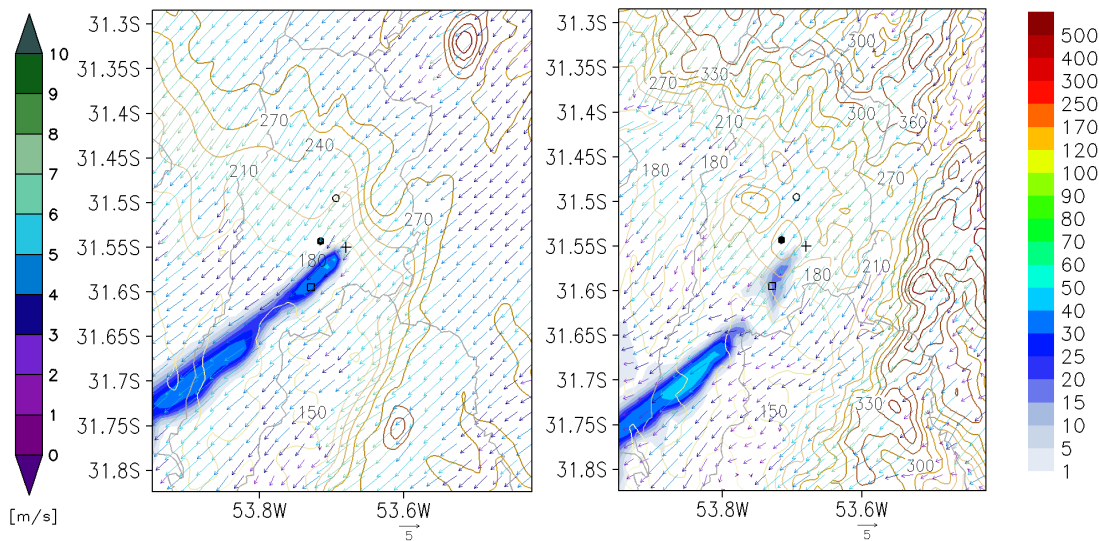 10
9
8
7
6
5
4
3
2
1
0
[m/s]
31.3S
31.35S
31.4S
31.45S
31.5S
31.55S
31.6S
31.65S
31.7S
31.75S
31.8S
270
240
210
270
180
150
53.8W
53.6W
5
31.3S
31.35S
31.4S
31.45S
31.5S
31.55S
31.6S
31.65S
31.7S
31.75S
31.8S
300
330
270
300
360
210
180
180
270
210
180
150
330
300
53.8W
53.6W
5
500
400
300
250
170
120
100
90
80
70
60
50
40
30
25
20
15
10
5
1